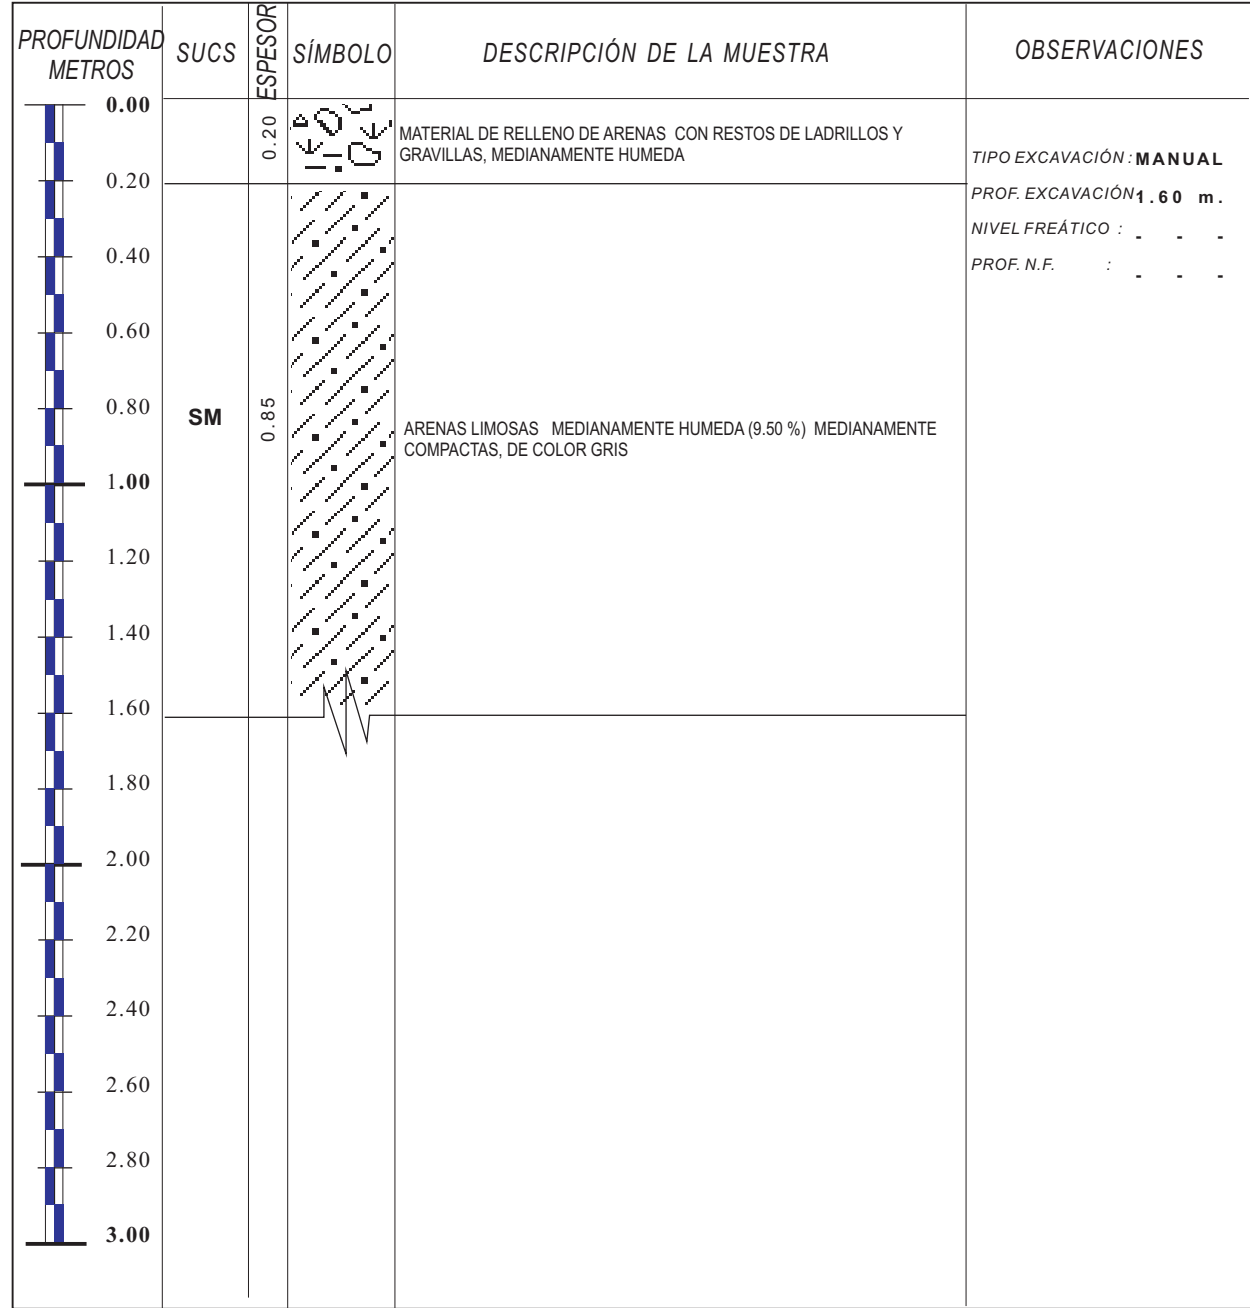 PROFUNDIDAD
METROS
SUCS
ESPESOR
SÍMBOLO
DESCRIPCIÓN DE LA MUESTRA
OBSERVACIONES
0.00
0.20
MATERIAL DE RELLENO DE ARENAS CON RESTOS DE LADRILLOS Y
GRAVILLAS, MEDIANAMENTE HUMEDA
TIPO EXCAVACIÓN : MANUAL
PROF. EXCAVACIÓN 1.60 m.
NIVEL FREÁTICO : - - -
PROF. N.F. : - - -
0.20
0.40
0.60
0.80
SM
0.85
ARENAS LIMOSAS MEDIANAMENTE HUMEDA (9.50 %) MEDIANAMENTE
COMPACTAS, DE COLOR GRIS
1.00
1.20
1.40
1.60
1.80
2.00
2.20
2.40
2.60
2.80
3.00